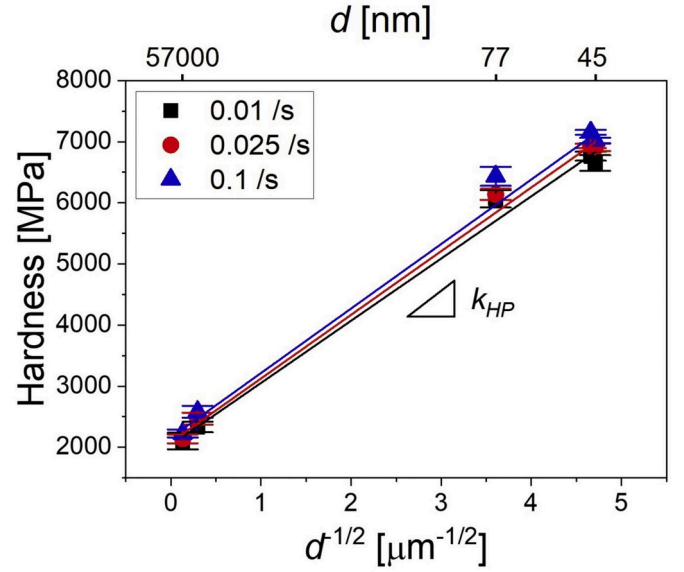 d [nm]
57000 77 45
8000
7000
6000
5000
4000
3000
2000
Hardness [MPa]
0.01 /s
0.025 /s
0.1 /s
k_HP
0 1 2 3 4 5
d^-1/2 [μm^-1/2]